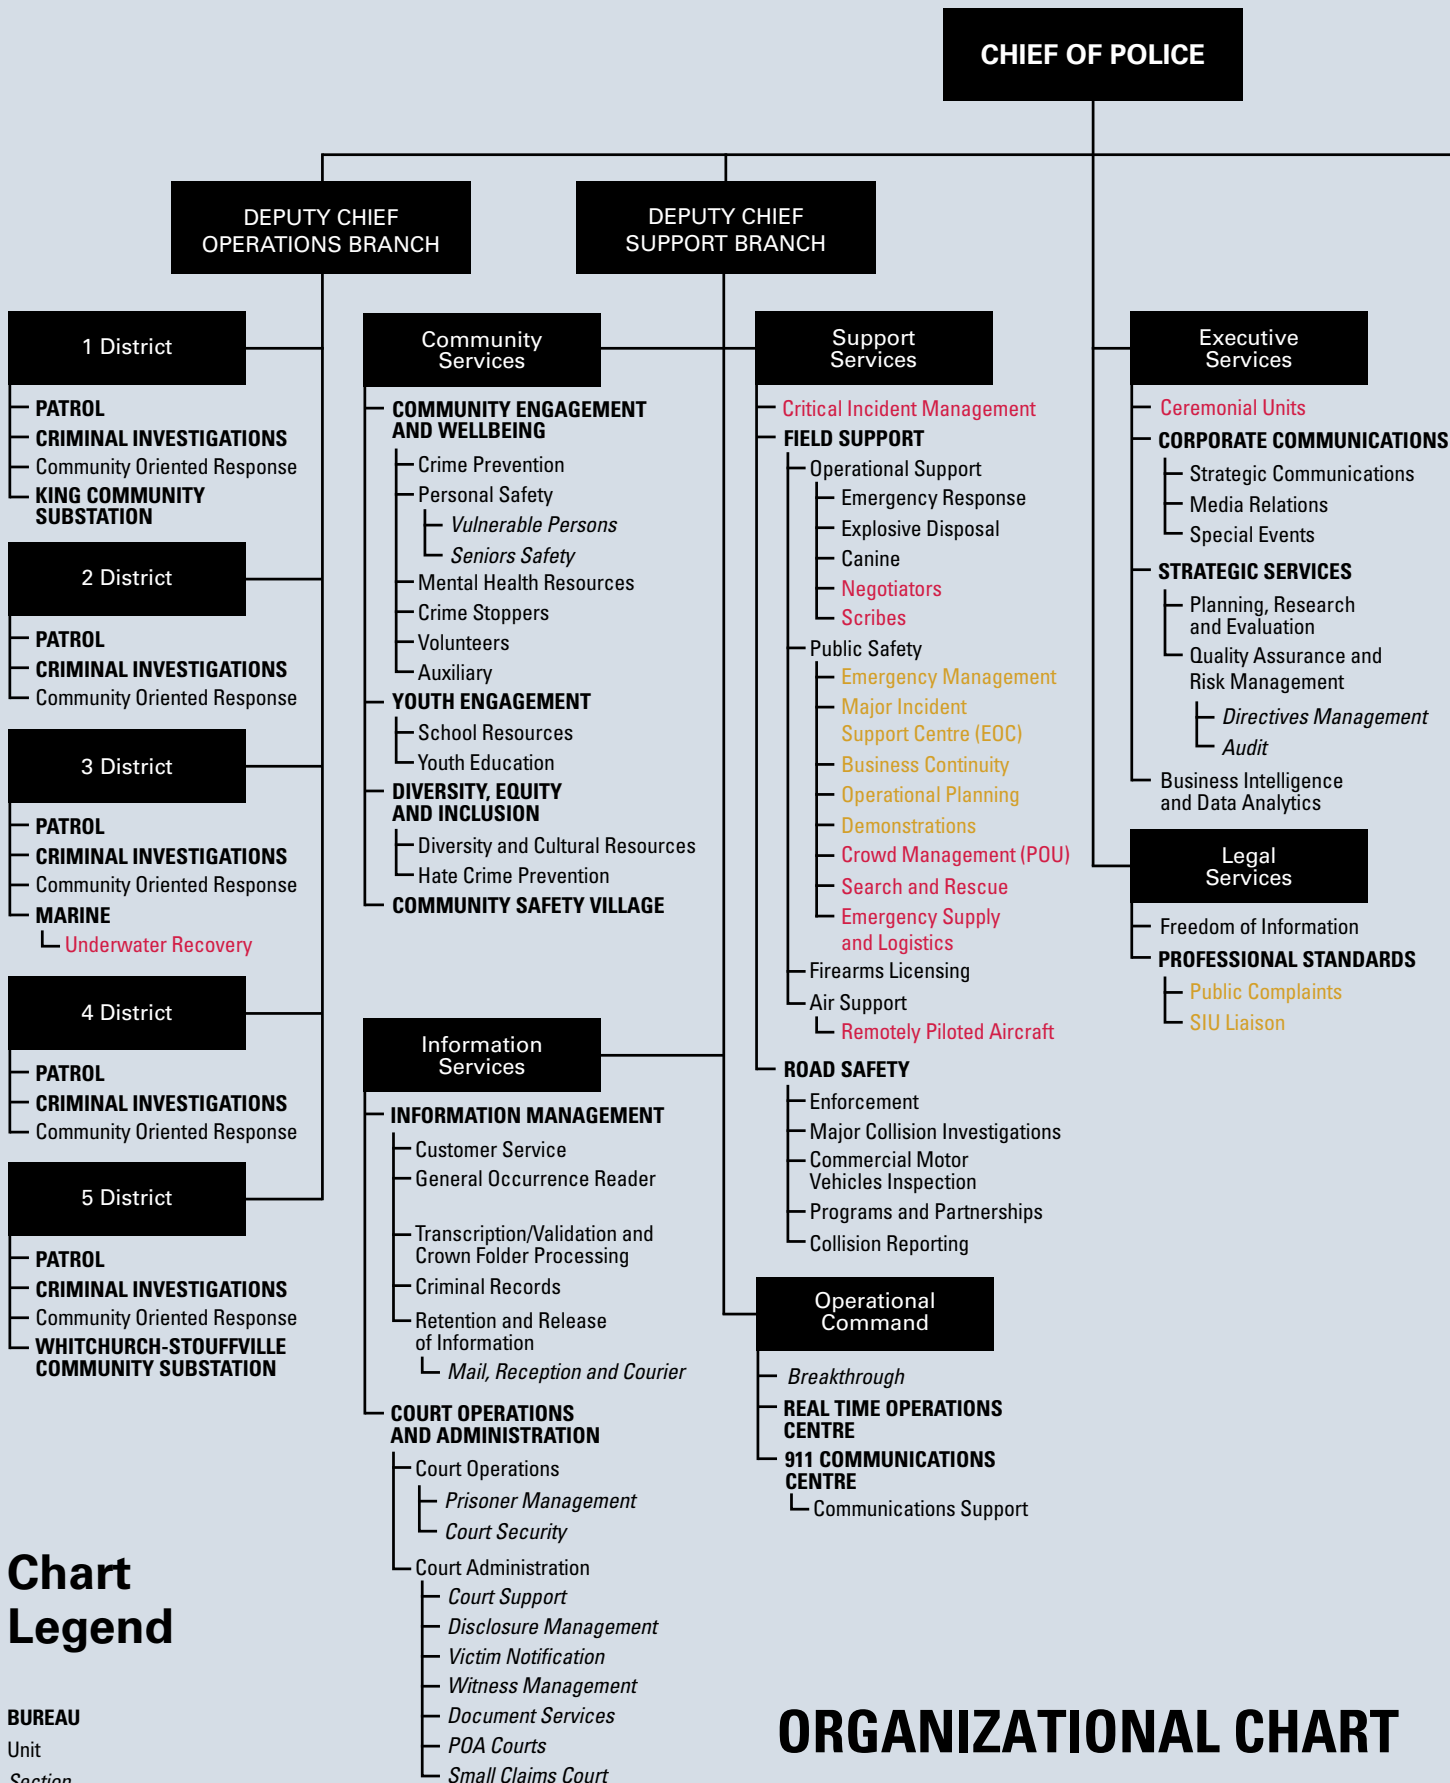 CHIEF OF POLICE
DEPUTY CHIEF
OPERATIONS BRANCH
DEPUTY CHIEF
SUPPORT BRANCH
1 District
PATROL
CRIMINAL INVESTIGATIONS
Community Oriented Response
KING COMMUNITY
SUBSTATION
2 District
PATROL
CRIMINAL INVESTIGATIONS
Community Oriented Response
3 District
PATROL
CRIMINAL INVESTIGATIONS
Community Oriented Response
MARINE
Underwater Recovery
4 District
PATROL
CRIMINAL INVESTIGATIONS
Community Oriented Response
5 District
PATROL
CRIMINAL INVESTIGATIONS
Community Oriented Response
WHITCHURCH-STOUFFVILLE
COMMUNITY SUBSTATION
Community
Services
COMMUNITY ENGAGEMENT
AND WELLBEING
Crime Prevention
Personal Safety
Vulnerable Persons
Seniors Safety
Mental Health Resources
Crime Stoppers
Volunteers
Auxiliary
YOUTH ENGAGEMENT
School Resources
Youth Education
DIVERSITY, EQUITY
AND INCLUSION
Diversity and Cultural Resources
Hate Crime Prevention
COMMUNITY SAFETY VILLAGE
Information
Services
INFORMATION MANAGEMENT
Customer Service
General Occurrence Reader
Transcription/Validation and
Crown Folder Processing
Criminal Records
Retention and Release
of Information
Mail, Reception and Courier
COURT OPERATIONS
AND ADMINISTRATION
Court Operations
Prisoner Management
Court Security
Court Administration
Court Support
Disclosure Management
Victim Notification
Witness Management
Document Services
POA Courts
Small Claims Court
Support
Services
Critical Incident Management
FIELD SUPPORT
Operational Support
Emergency Response
Explosive Disposal
Canine
Negotiators
Scribes
Public Safety
Emergency Management
Major Incident
Support Centre (EOC)
Business Continuity
Operational Planning
Demonstrations
Crowd Management (POU)
Search and Rescue
Emergency Supply
and Logistics
Firearms Licensing
Air Support
Remotely Piloted Aircraft
ROAD SAFETY
Enforcement
Major Collision Investigations
Commercial Motor
Vehicles Inspection
Programs and Partnerships
Collision Reporting
Operational
Command
Breakthrough
REAL TIME OPERATIONS
CENTRE
911 COMMUNICATIONS
CENTRE
Communications Support
Executive
Services
Ceremonial Units
CORPORATE COMMUNICATIONS
Strategic Communications
Media Relations
Special Events
STRATEGIC SERVICES
Planning, Research
and Evaluation
Quality Assurance and
Risk Management
Directives Management
Audit
Business Intelligence
and Data Analytics
Legal
Services
Freedom of Information
PROFESSIONAL STANDARDS
Public Complaints
SIU Liaison
Chart
Legend
BUREAU
Unit
Section
ORGANIZATIONAL CHART